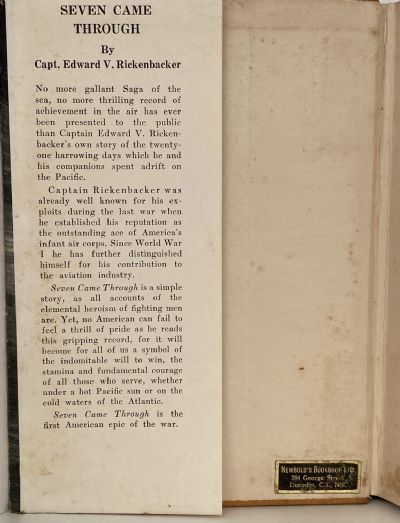 SEVEN CAME
THROUGH
By
Capt. Edward V. Rickenbacker
No more gallant Saga of the
sea, no more thrilling record of
achievement in the air has ever
been presented to the public
than Captain Edward V. Ricken-
backer's own story of the twenty-
one harrowing days which he and
his companions spent adrift on
the Pacific.
Captain Rickenbacker was
already well known for his ex-
ploits during the last war when
he established his reputation as
the outstanding ace of America's
infant air corps. Since World War
I he has further distinguished
himself for his contribution to
the aviation industry.
Seven Came Through is a simple
story, as all accounts of the
elemental heroism of fighting men
are. Yet, no American can fail to
feel a thrill of pride as he reads
this gripping record, for it will
become for all of us a symbol of
the indomitable will to win, the
stamina and fundamental courage
of all those who serve, whether
under a hot Pacific sun or on the
cold waters of the Atlantic.
Seven Came Through is the
first American epic of the war.
NEWBOLD'S BOOKSHOP LTD.
George Street
Dunedin, C.1., N.Z.